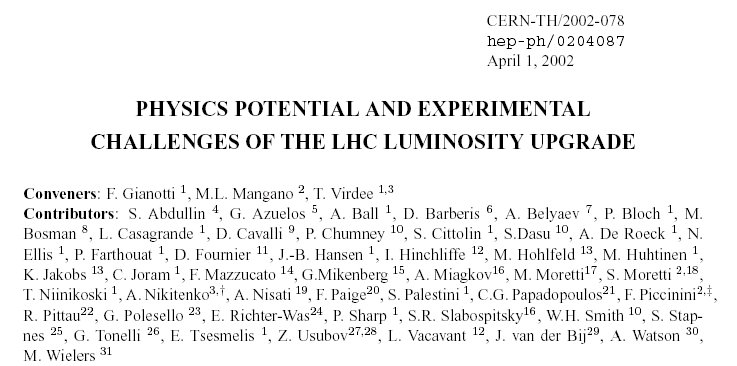 CERN-TH/2002-078
hep-ph/0204087
April 1, 2002
PHYSICS POTENTIAL AND EXPERIMENTAL
CHALLENGES OF THE LHC LUMINOSITY UPGRADE
Conveners: F. Gianotti 1, M.L. Mangano 2, T. Virdee 1,3
Contributors: S. Abdullin 4, G. Azuelos 5, A. Ball 1, D. Barberis 6, A. Belyaev 7, P. Bloch 1, M.
Bosman 8, L. Casagrande 1, D. Cavalli 9, P. Chumney 10, S. Cittolin 1, S.Dasu 10, A. De Roeck 1, N.
Ellis 1, P. Farthouat 1, D. Fournier 11, J.-B. Hansen 1, I. Hinchliffe 12, M. Hohlfeld 13, M. Huhtinen 1,
K. Jakobs 13, C. Joram 1, F. Mazzucato 14, G.Mikenberg 15, A. Miagkov16, M. Moretti17, S. Moretti 2,18,
T. Niinikoski 1, A. Nikitenko3,†, A. Nisati 19, F. Paige20, S. Palestini 1, C.G. Papadopoulos21, F. Piccinini2,‡,
R. Pittau22, G. Polesello 23, E. Richter-Was24, P. Sharp 1, S.R. Slabospitsky16, W.H. Smith 10, S. Stap-
nes 25, G. Tonelli 26, E. Tsesmelis 1, Z. Usubov27,28, L. Vacavant 12, J. van der Bij29, A. Watson 30,
M. Wielers 31